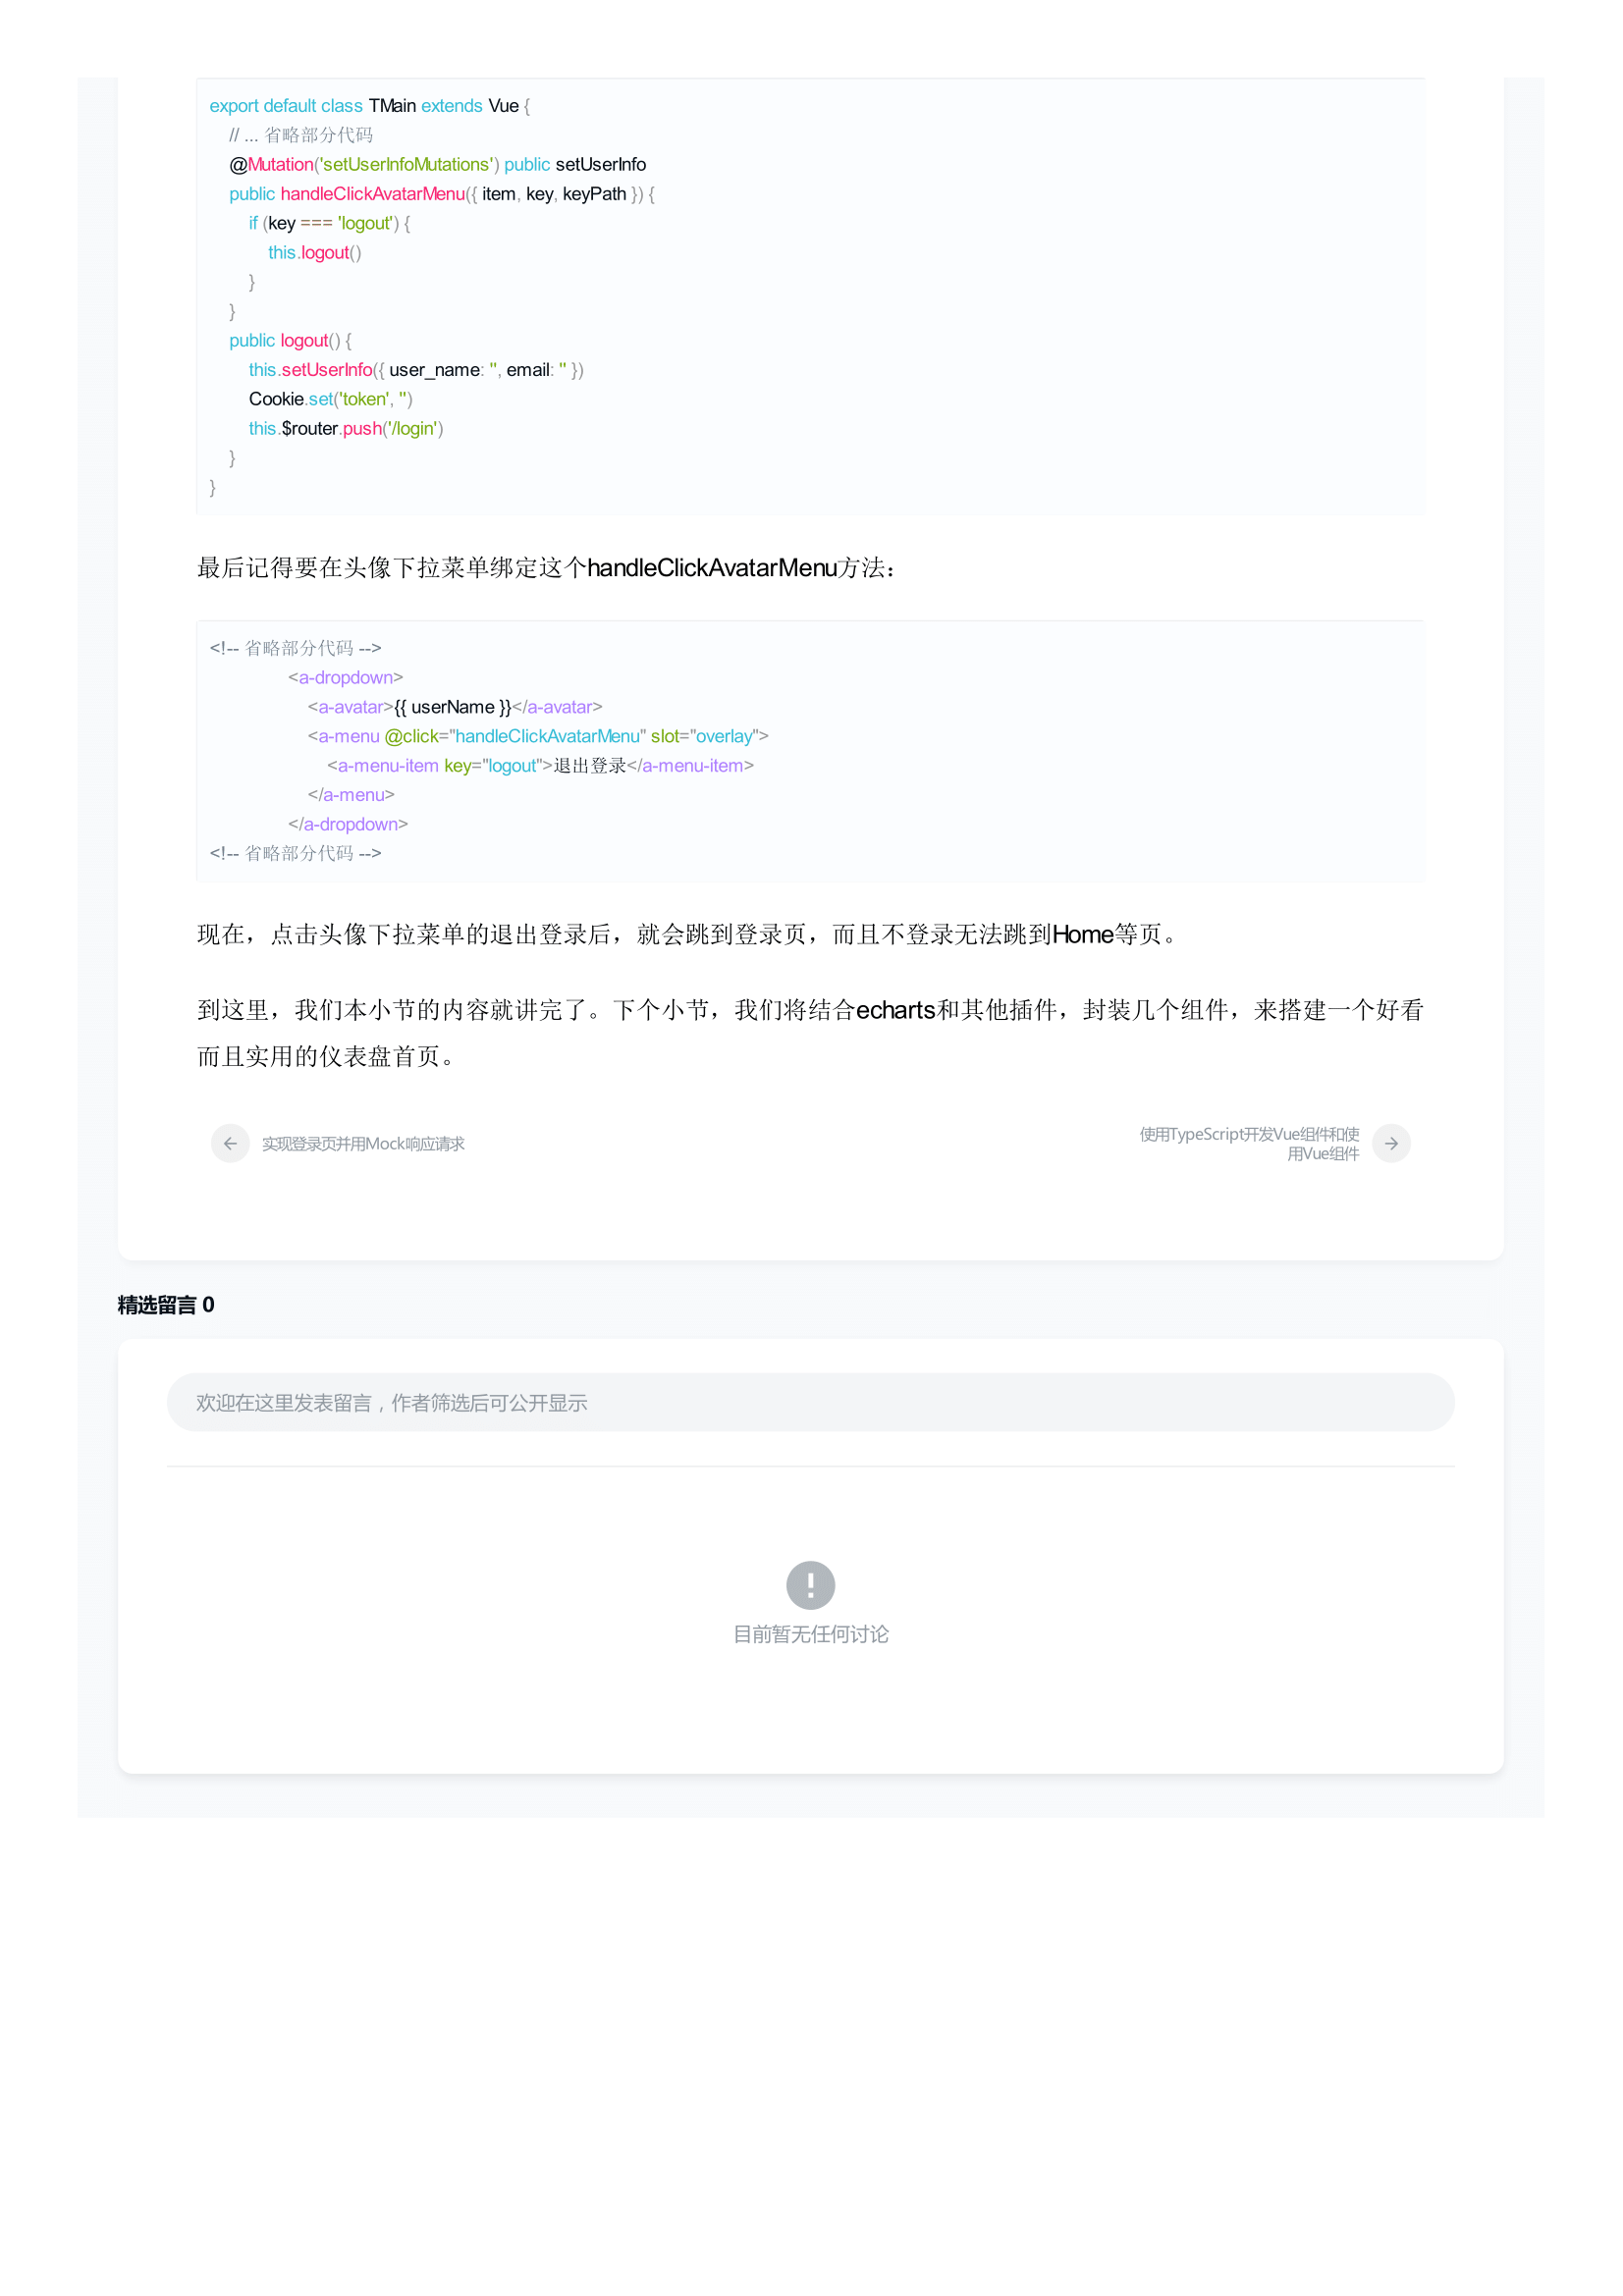 export default class TMain extends Vue {
    // ... 省略部分代码
    @Mutation('setUserInfoMutations') public setUserInfo
    public handleClickAvatarMenu({ item, key, keyPath }) {
        if (key === 'logout') {
            this.logout()
        }
    }
    public logout() {
        this.setUserInfo({ user_name: '', email: '' })
        Cookie.set('token', '')
        this.$router.push('/login')
    }
}
最后记得要在头像下拉菜单绑定这个handleClickAvatarMenu方法：
<!-- 省略部分代码 -->
                <a-dropdown>
                    <a-avatar>{{ userName }}</a-avatar>
                    <a-menu @click="handleClickAvatarMenu" slot="overlay">
                        <a-menu-item key="logout">退出登录</a-menu-item>
                    </a-menu>
                </a-dropdown>
<!-- 省略部分代码 -->
现在，点击头像下拉菜单的退出登录后，就会跳到登录页，而且不登录无法跳到Home等页。
到这里，我们本小节的内容就讲完了。下个小节，我们将结合echarts和其他插件，封装几个组件，来搭建一个好看
而且实用的仪表盘首页。
实现登录页并用Mock响应请求
使用TypeScript开发Vue组件和使
用Vue组件
精选留言 0
欢迎在这里发表留言，作者筛选后可公开显示
目前暂无任何讨论